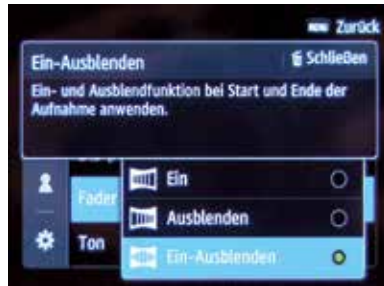 MENU Zurück
Ein-Ausblenden
Schließen
Ein- und Ausblendfunktion bei Start und Ende der
Aufnahme anwenden.
Ein
Fader
Ausblenden
Ton
Ein-Ausblenden